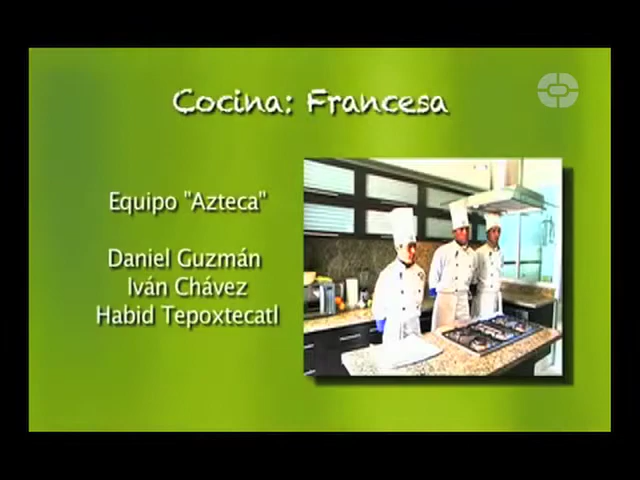 Cocina: Francesa
Equipo "Azteca"
Daniel Guzmán
Iván Chávez
Habid Tepoxtecatl